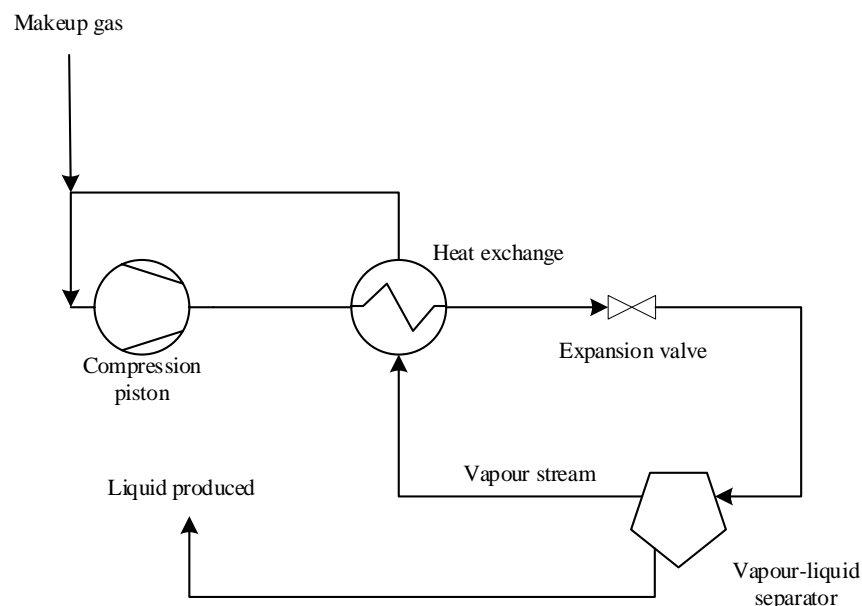 Makeup gas
Heat exchange
Expansion valve
Compression
piston
Vapour stream
Liquid produced
Vapour-liquid
separator